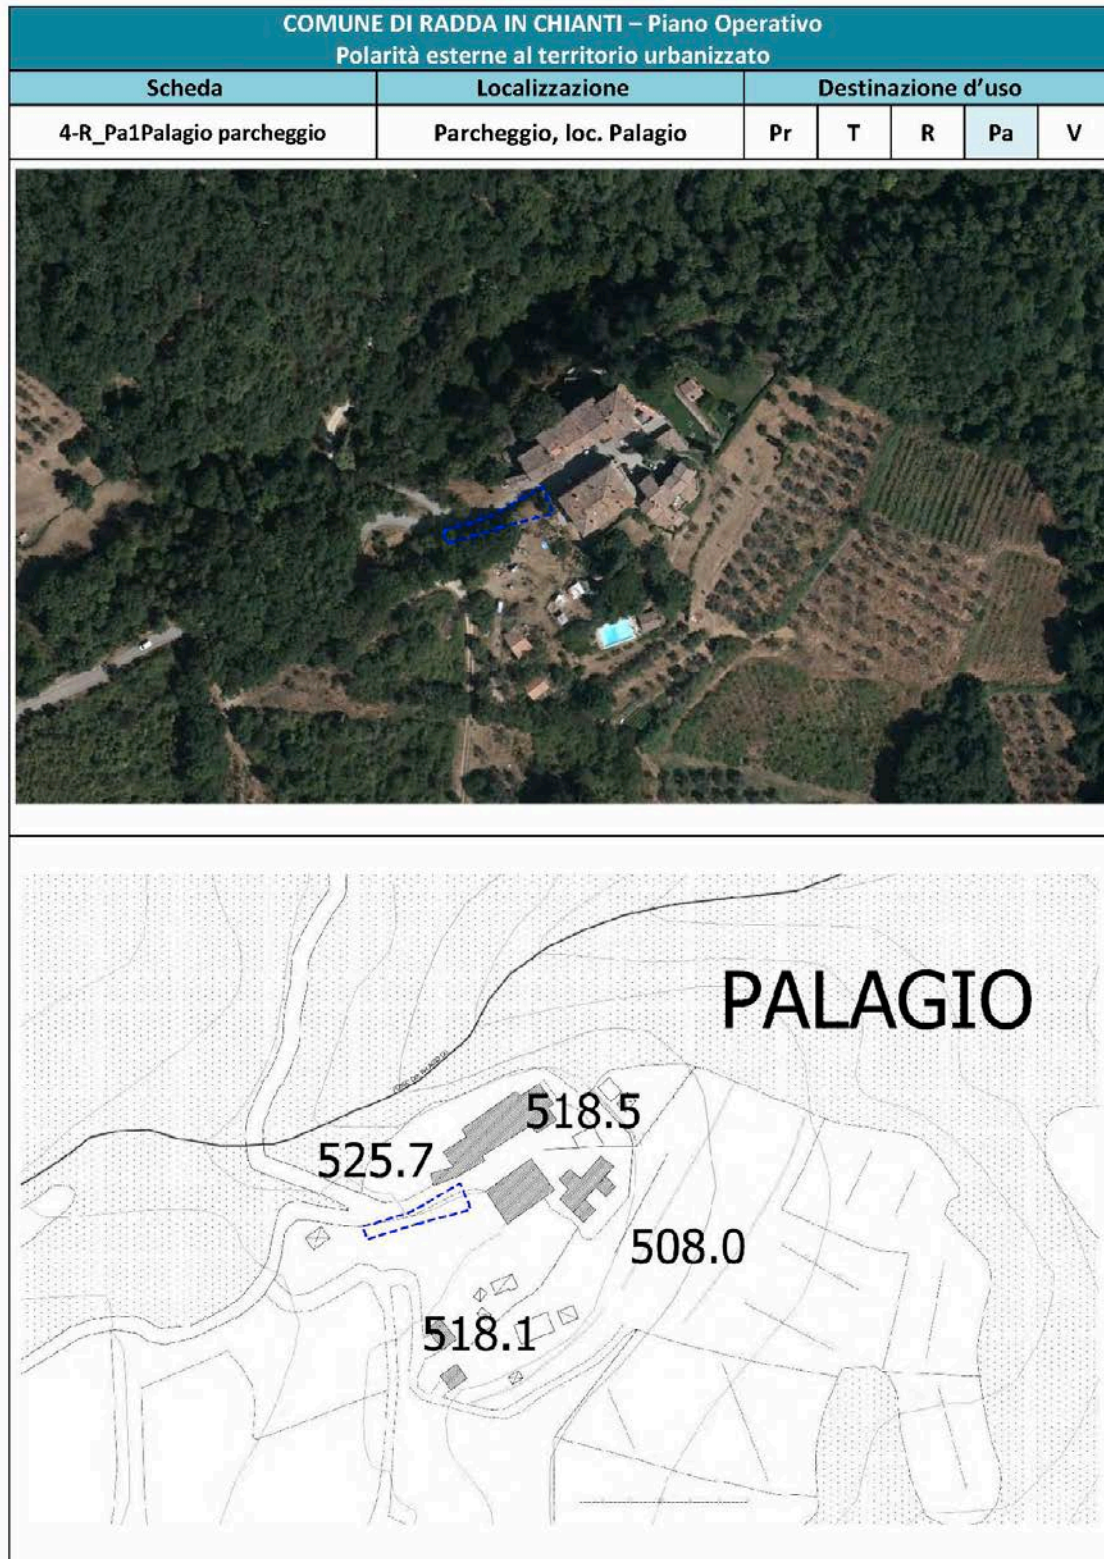 COMUNE DI RADDA IN CHIANTI – Piano Operativo
Polarità esterne al territorio urbanizzato
Scheda Localizzazione Destinazione d'uso
4-R_Pa1Palagio parcheggio Parcheggio, loc. Palagio Pr T R Pa V
PALAGIO
518.5
525.7
508.0
518.1